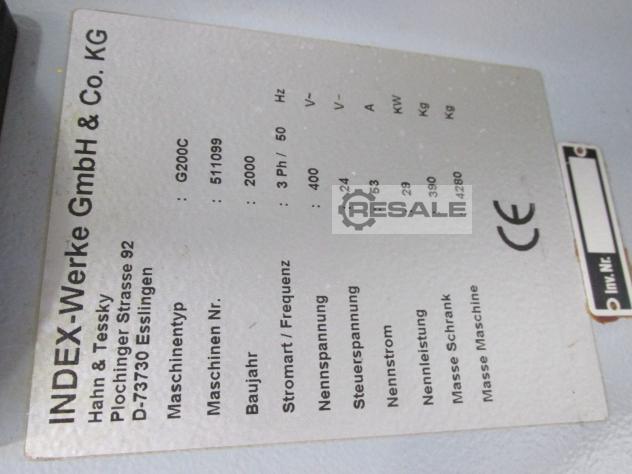 INDEX-Werke GmbH & Co. KG
Hahn & Tessky
Plochinger Strasse 92
D-73730 Esslingen
Maschinentyp : G200C
Maschinen Nr. : 511099
Baujahr : 2000
Stromart / Frequenz : 3 Ph / 50 Hz
Nennspannung : 400 V~
Steuerspannung : 24 V-
Nennstrom : 53 A
Nennleistung 29 KW
Masse Schrank 390 Kg
Masse Maschine 4280 Kg
CE
RESALE
Inv. Nr.